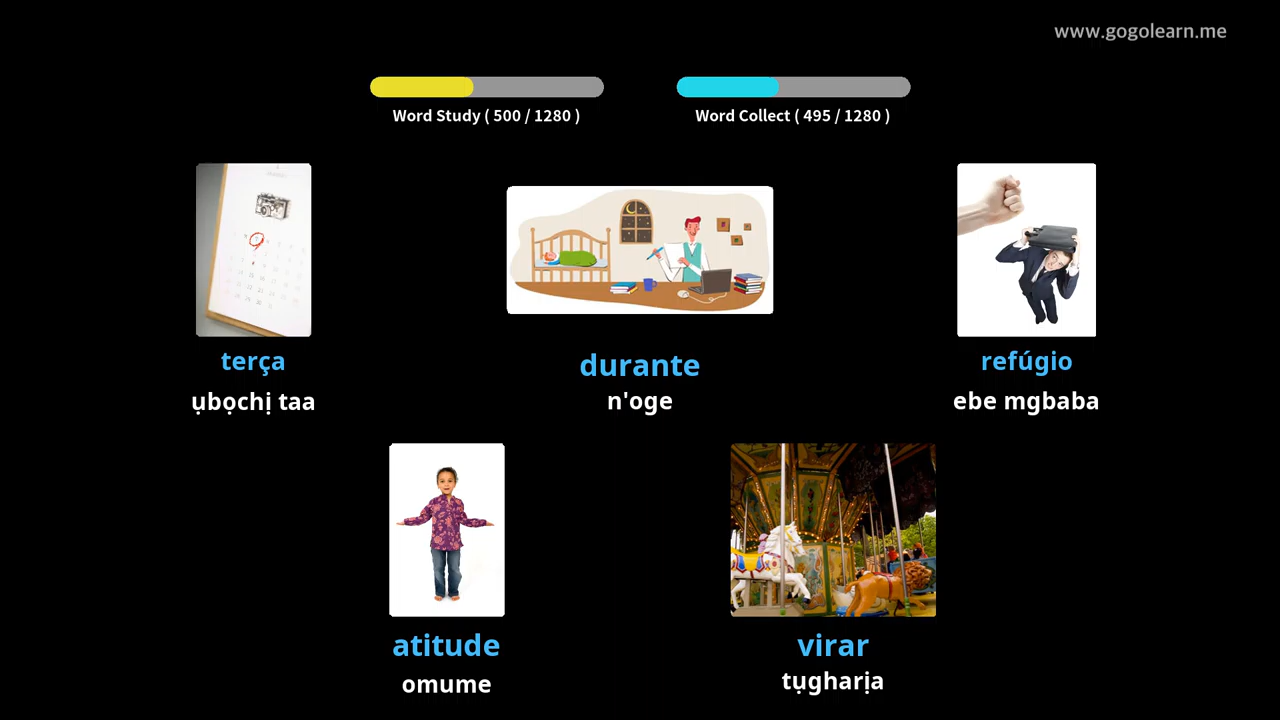 www.gogolearn.me
Word Study ( 500 / 1280 )
Word Collect ( 495 / 1280 )
terça
ụbọchị taa
durante
n'oge
refúgio
ebe mgbaba
atitude
omume
virar
tụgharịa